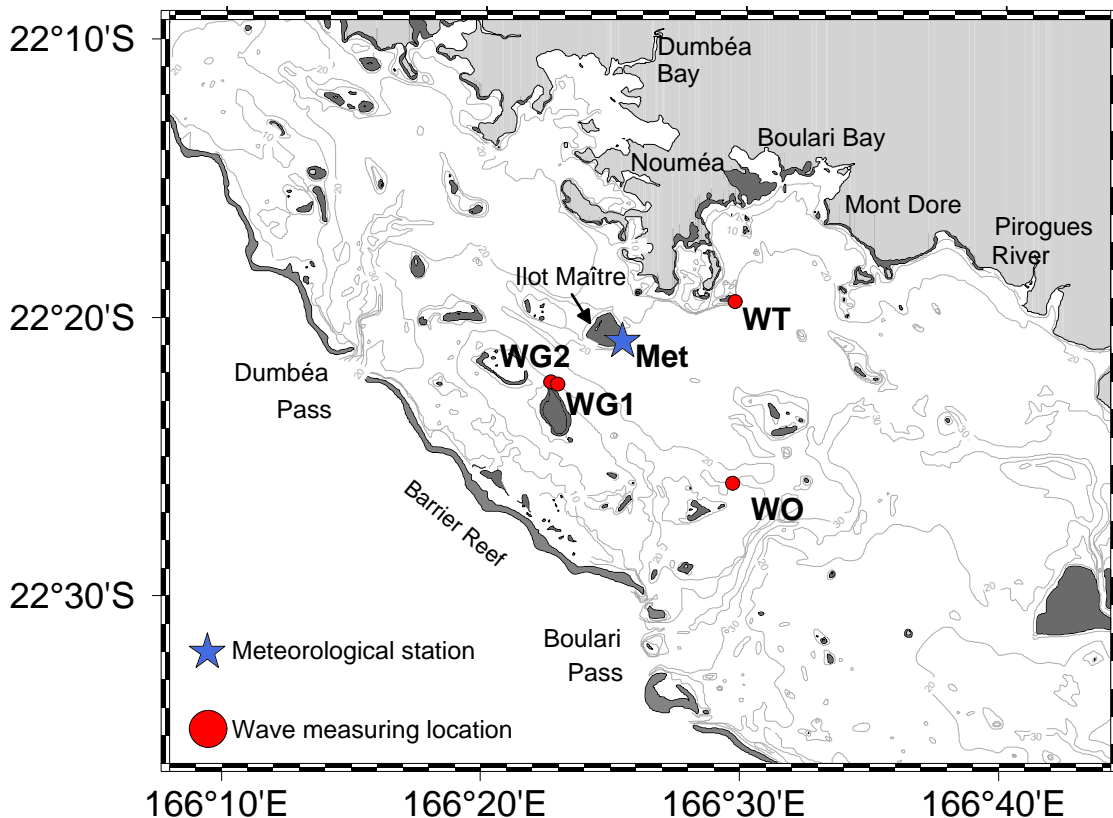 22°10'S
Dumbéa
Bay
Boulari Bay
Nouméa
Mont Dore
Pirogues
River
Ilot Maître
22°20'S
WT
WG2
Met
Dumbéa
Pass
WG1
Barrier Reef
WO
22°30'S
Boulari
Pass
Meteorological station
Wave measuring location
166°10'E
166°20'E
166°30'E
166°40'E